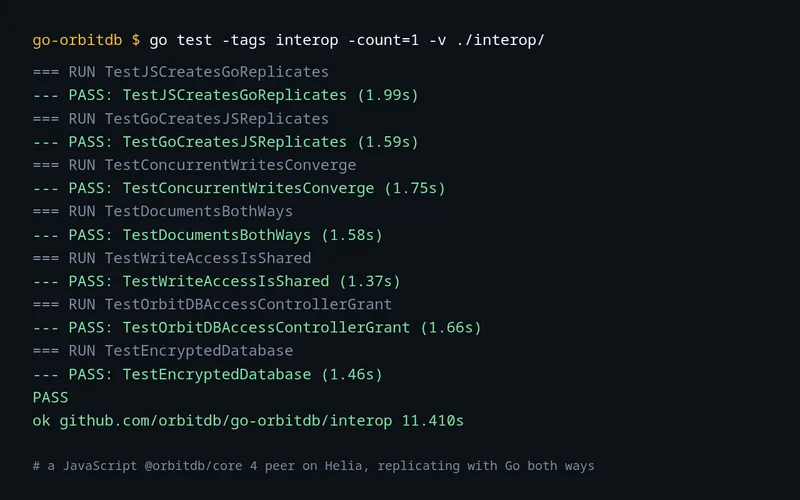 go-orbitdb $ go test -tags interop -count=1 -v ./interop/
=== RUN TestJSCreatesGoReplicates
--- PASS: TestJSCreatesGoReplicates (1.99s)
=== RUN TestGoCreatesJSReplicates
--- PASS: TestGoCreatesJSReplicates (1.59s)
=== RUN TestConcurrentWritesConverge
--- PASS: TestConcurrentWritesConverge (1.75s)
=== RUN TestDocumentsBothWays
--- PASS: TestDocumentsBothWays (1.58s)
=== RUN TestWriteAccessIsShared
--- PASS: TestWriteAccessIsShared (1.37s)
=== RUN TestOrbitDBAccessControllerGrant
--- PASS: TestOrbitDBAccessControllerGrant (1.66s)
=== RUN TestEncryptedDatabase
--- PASS: TestEncryptedDatabase (1.46s)
PASS
ok github.com/orbitdb/go-orbitdb/interop 11.410s
# a JavaScript @orbitdb/core 4 peer on Helia, replicating with Go both ways